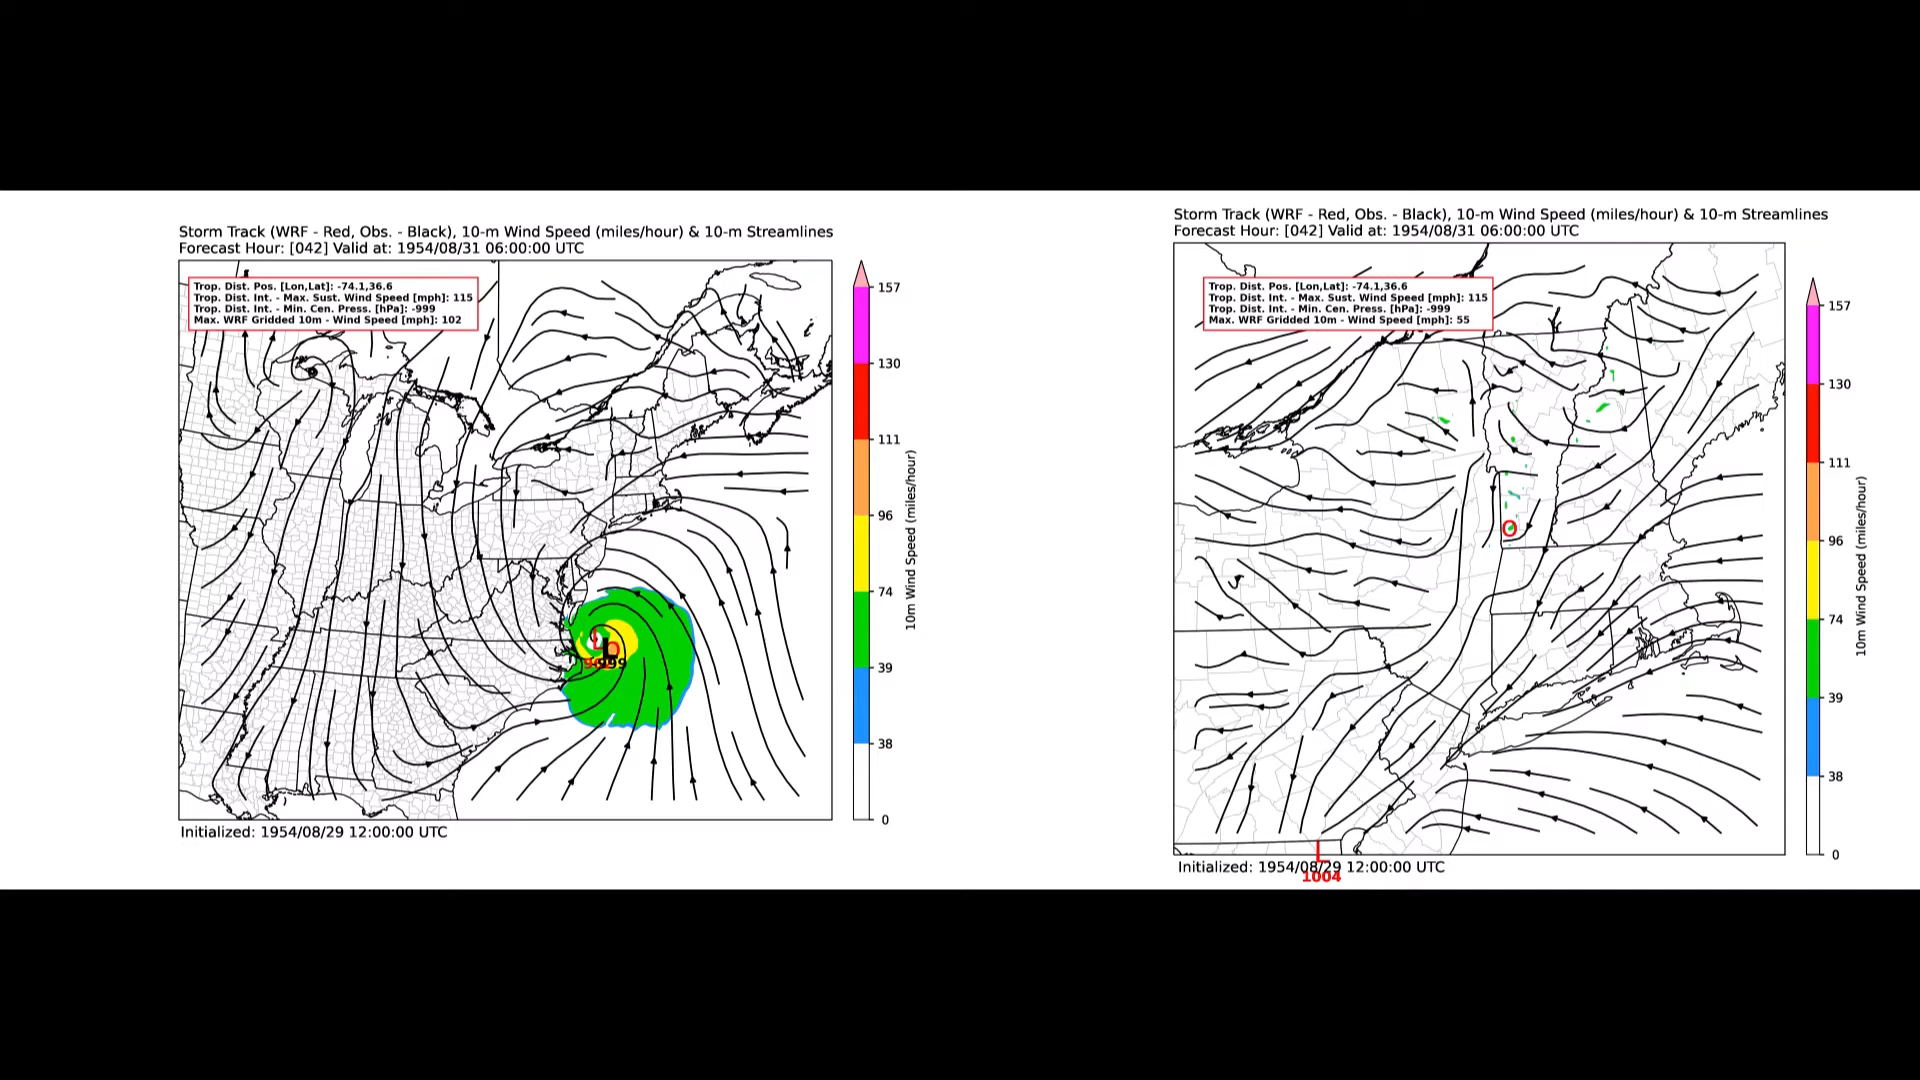 Storm Track (WRF - Red, Obs. - Black), 10-m Wind Speed (miles/hour) & 10-m Streamlines
Forecast Hour: [042] Valid at: 1954/08/31 06:00:00 UTC
Trop. Dist. Pos. [Lon,Lat]: -74.1,36.6
Trop. Dist. Int. - Max. Sust. Wind Speed [mph]: 115
Trop. Dist. Int. - Min. Cen. Press. [hPa]: -999
Max. WRF Gridded 10m - Wind Speed [mph]: 102
L
L
O
-999
157
130
111
96
74
39
38
0
10m Wind Speed (miles/hour)
Initialized: 1954/08/29 12:00:00 UTC
Storm Track (WRF - Red, Obs. - Black), 10-m Wind Speed (miles/hour) & 10-m Streamlines
Forecast Hour: [042] Valid at: 1954/08/31 06:00:00 UTC
Trop. Dist. Pos. [Lon,Lat]: -74.1,36.6
Trop. Dist. Int. - Max. Sust. Wind Speed [mph]: 115
Trop. Dist. Int. - Min. Cen. Press. [hPa]: -999
Max. WRF Gridded 10m - Wind Speed [mph]: 55
O
157
130
111
96
74
39
38
0
10m Wind Speed (miles/hour)
L
Initialized: 1954/08/29 12:00:00 UTC
1004